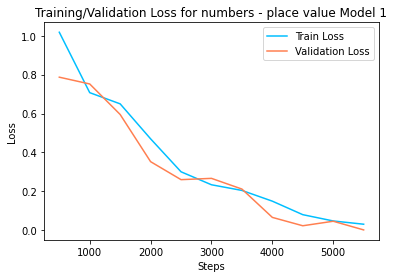 Training/Validation Loss for numbers - place value Model 1
Train Loss
Validation Loss
Loss
1.0
0.8
0.6
0.4
0.2
0.0
1000 2000 3000 4000 5000
Steps